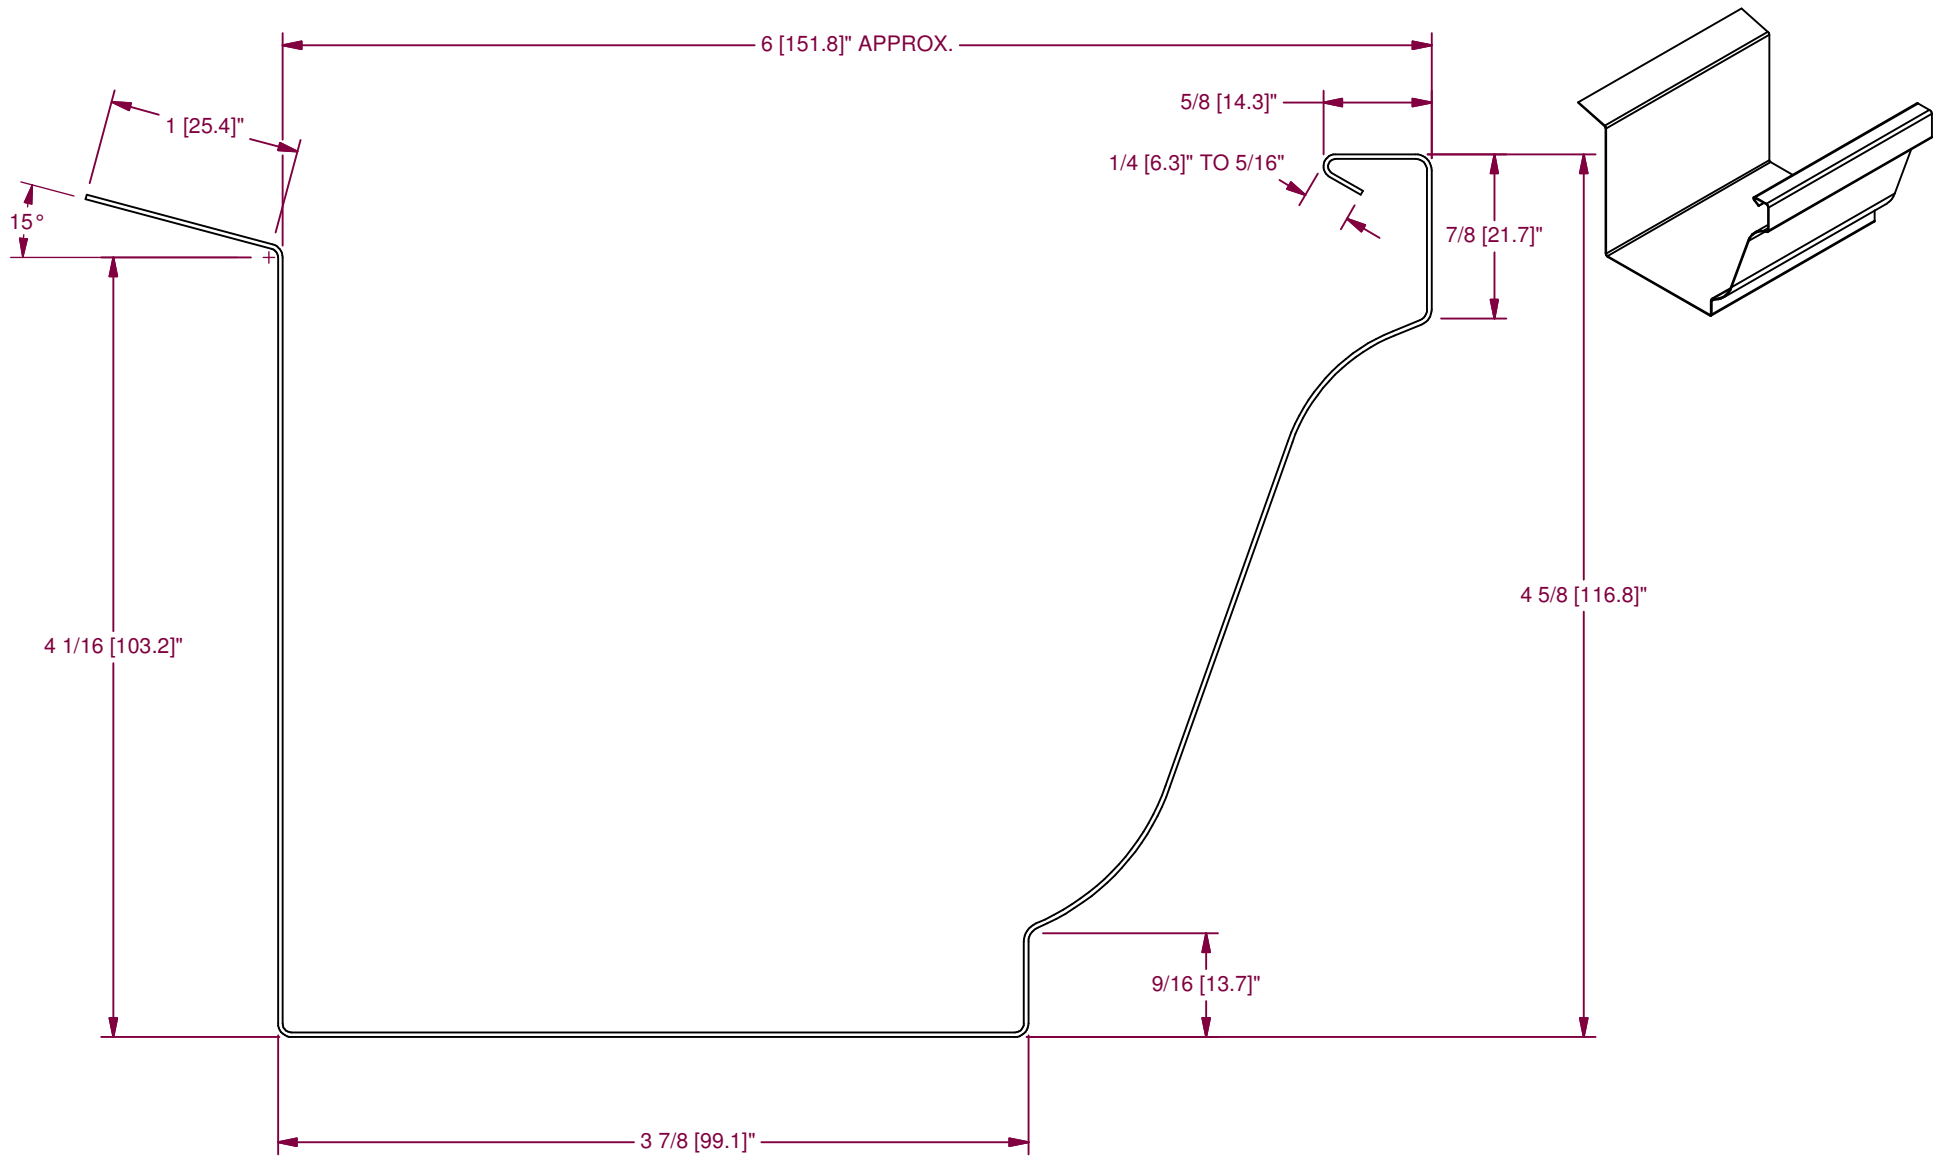 6 [151.8]" APPROX.
5/8 [14.3]"
1 [25.4]"
1/4 [6.3]" TO 5/16"
15°
7/8 [21.7]"
4 5/8 [116.8]"
4 1/16 [103.2]"
9/16 [13.7]"
3 7/8 [99.1]"